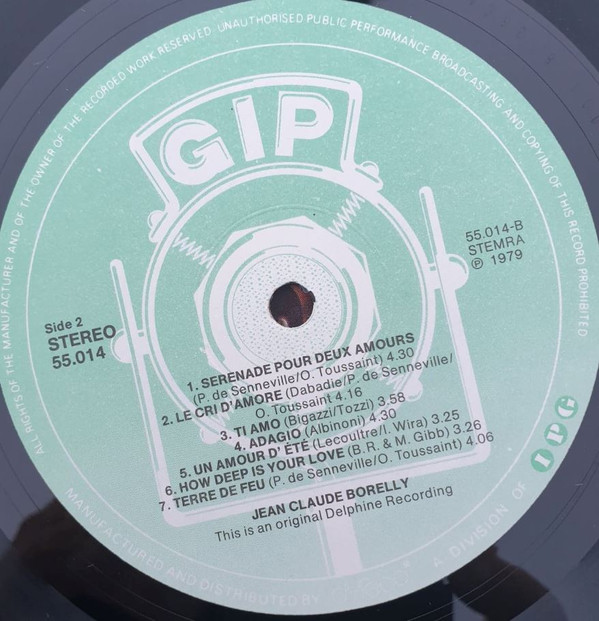 ALL RIGHTS OF THE MANUFACTURER AND OF THE OWNER OF THE RECORDED WORK RESERVED. UNAUTHORISED PUBLIC PERFORMANCE BROADCASTING AND COPYING OF THIS RECORD PROHIBITED
GIP
55.014-B
STEMRA
℗ 1979
Side 2
STEREO
55.014
1. SERENADE POUR DEUX AMOURS
(P. de Senneville/O. Toussaint) 4.30
2. LE CRI D'AMORE (Dabadie/P. de Senneville/
O. Toussaint 4.16
3. TI AMO (Bigazzi/Tozzi) 3.58
4. ADAGIO (Albinoni) 4.30
5. UN AMOUR D' ÉTÉ (Lecoultre/I. Wira) 3.25
6. HOW DEEP IS YOUR LOVE (B.R. & M. Gibb) 3.26
7. TERRE DE FEU (P. de Senneville/O. Toussaint) 4.06
JEAN CLAUDE BORELLY
This is an original Delphine Recording
MANUFACTURED AND DISTRIBUTED BY
A DIVISION OF
IPG